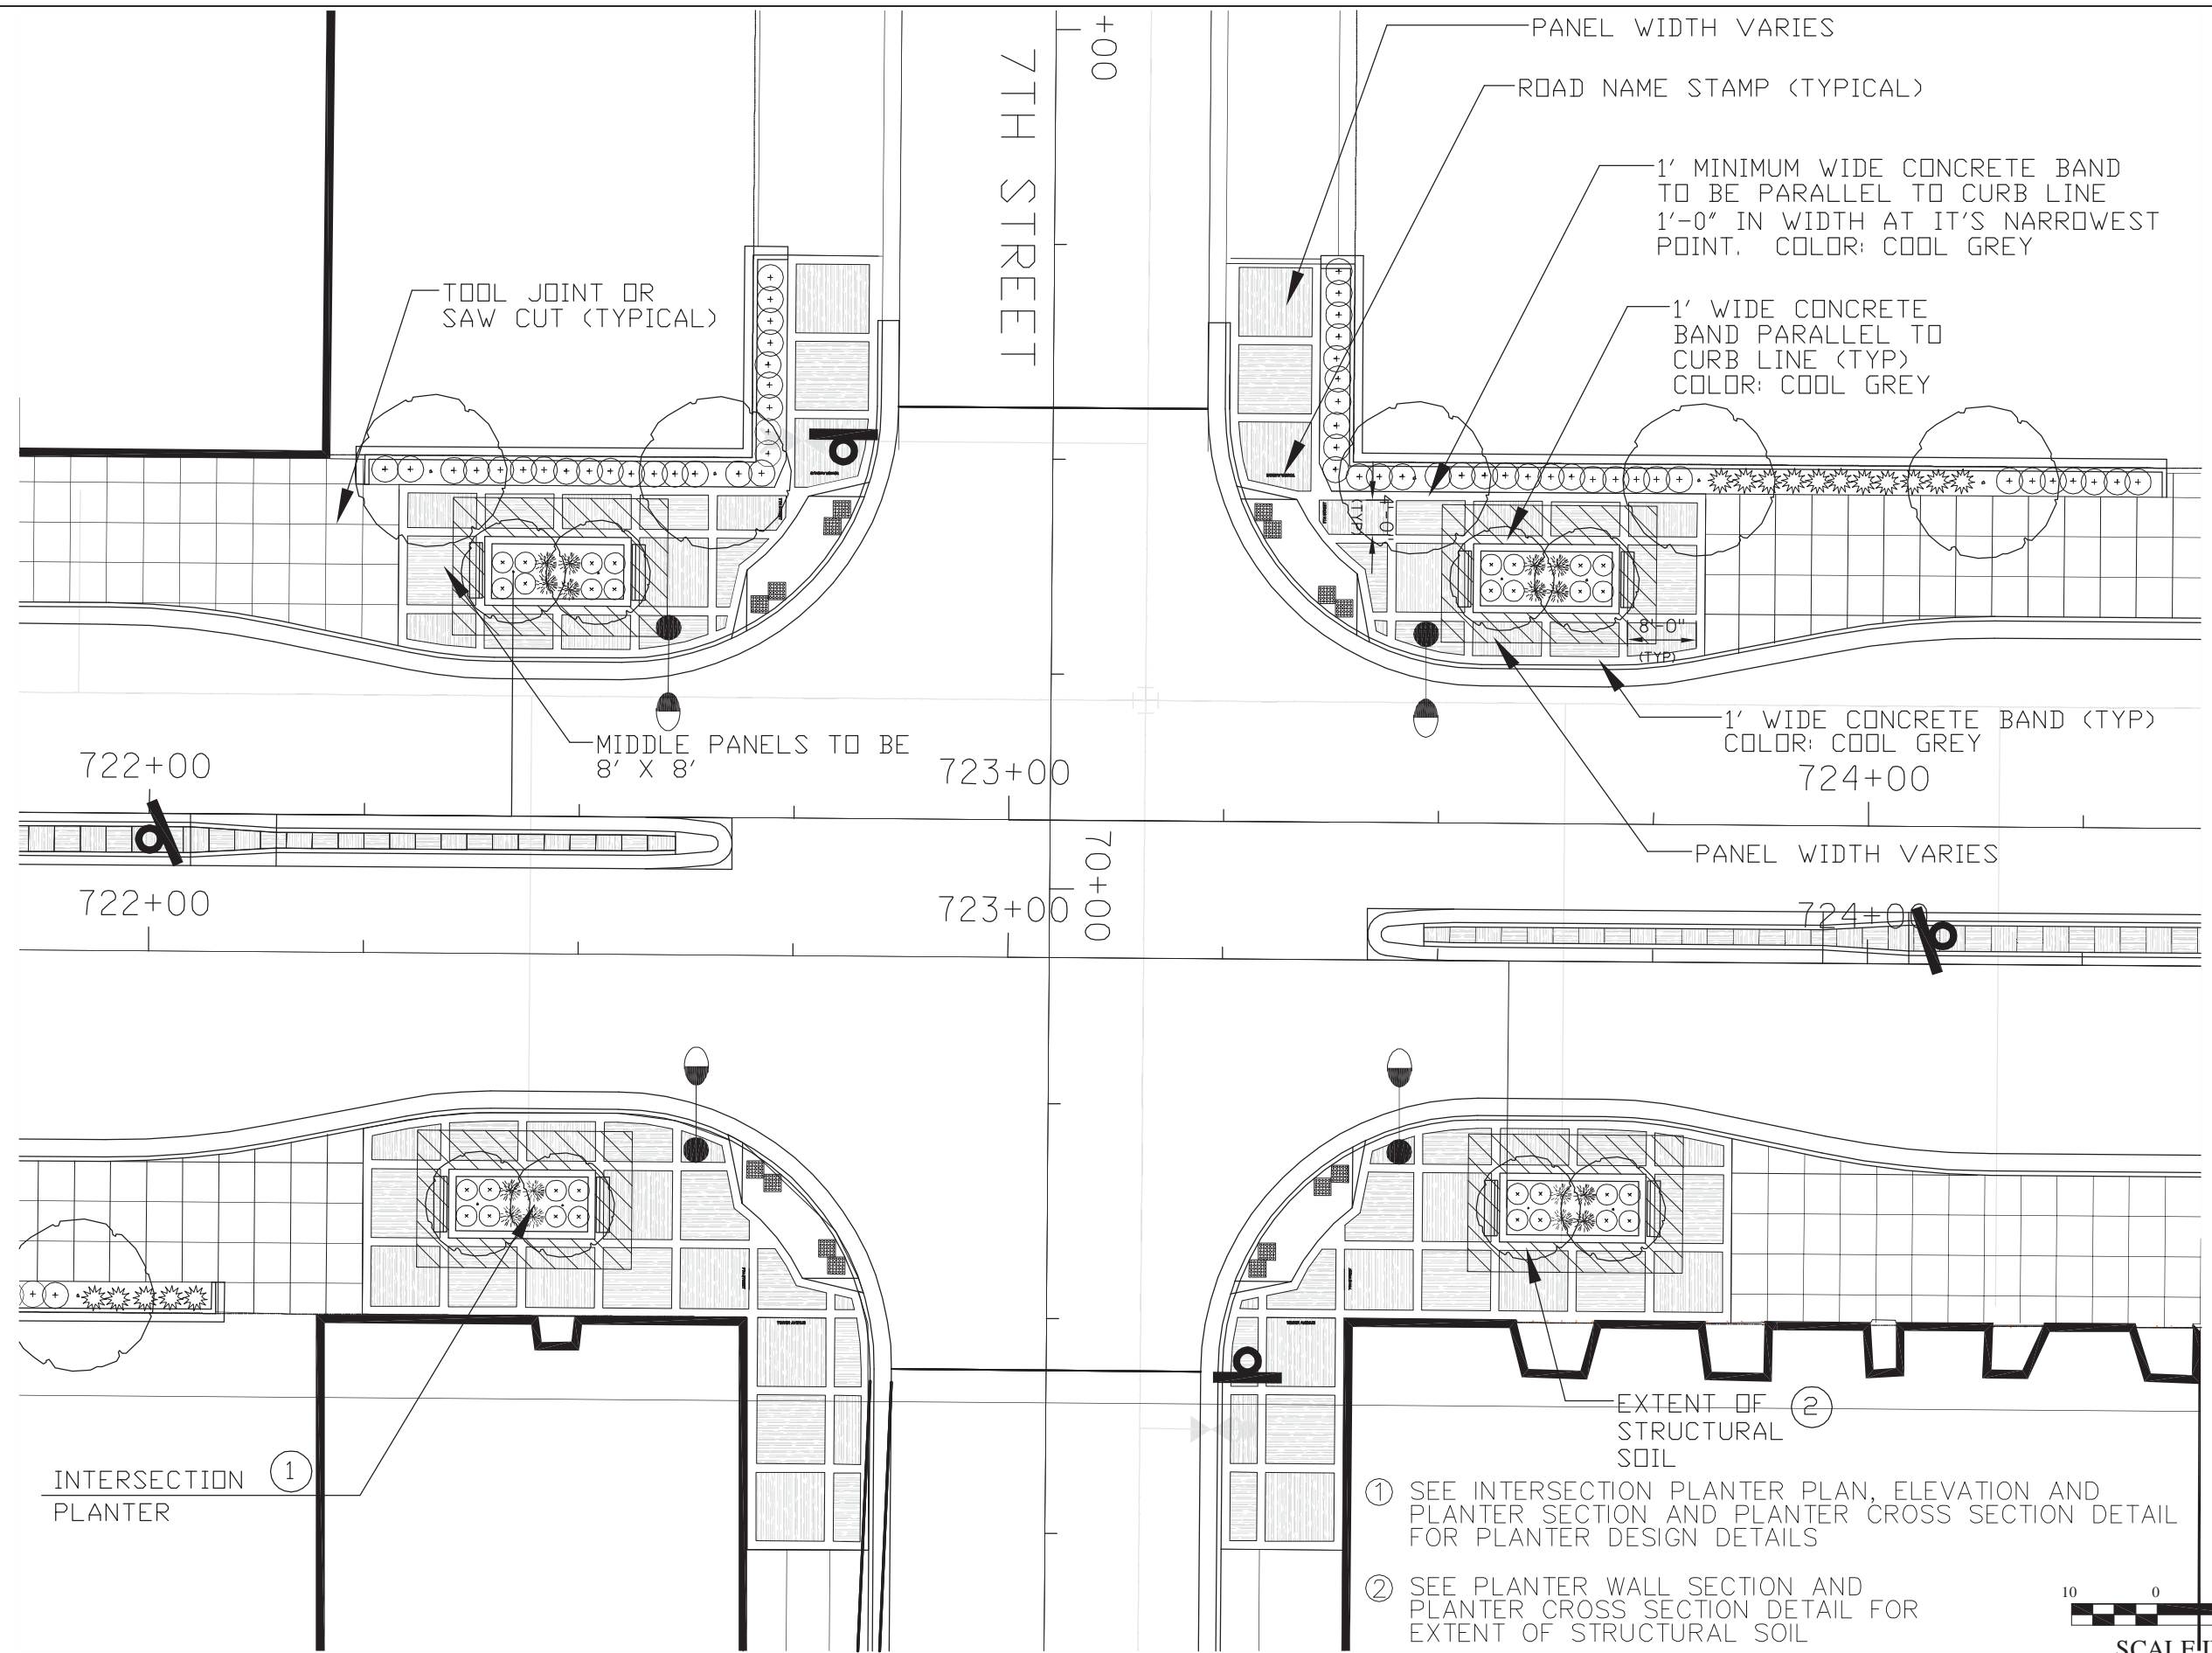 PANEL WIDTH VARIES
+00
7TH STREET
ROAD NAME STAMP (TYPICAL)
1' MINIMUM WIDE CONCRETE BAND
TO BE PARALLEL TO CURB LINE
1'-0" IN WIDTH AT IT'S NARROWEST
POINT. COLOR: COOL GREY
TOOL JOINT OR
SAW CUT (TYPICAL)
1' WIDE CONCRETE
BAND PARALLEL TO
CURB LINE (TYP)
COLOR: COOL GREY
4'-0"
(TYP)
8'-0"
(TYP)
MIDDLE PANELS TO BE
8' X 8'
1' WIDE CONCRETE BAND (TYP)
COLOR: COOL GREY
722+00
723+00
724+00
PANEL WIDTH VARIES
70+00
722+00
723+00
724+00
EXTENT OF
STRUCTURAL
SOIL
2
INTERSECTION
PLANTER
1
1 SEE INTERSECTION PLANTER PLAN, ELEVATION AND
PLANTER SECTION AND PLANTER CROSS SECTION DETAIL
FOR PLANTER DESIGN DETAILS
2 SEE PLANTER WALL SECTION AND
PLANTER CROSS SECTION DETAIL FOR
EXTENT OF STRUCTURAL SOIL
10 0
SCALE I